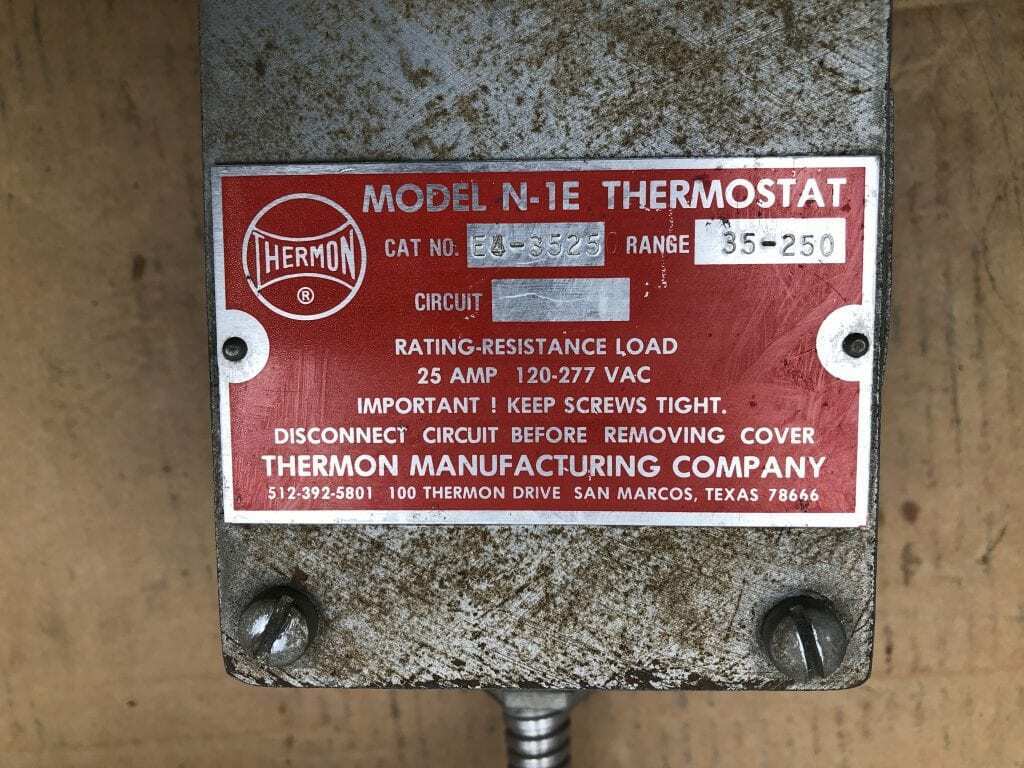 MODEL N-1E THERMOSTAT
THERMON
®
CAT NO. E4-35250 RANGE 35-250
CIRCUIT
RATING-RESISTANCE LOAD
25 AMP 120-277 VAC
IMPORTANT ! KEEP SCREWS TIGHT.
DISCONNECT CIRCUIT BEFORE REMOVING COVER
THERMON MANUFACTURING COMPANY
512-392-5801 100 THERMON DRIVE SAN MARCOS, TEXAS 78666